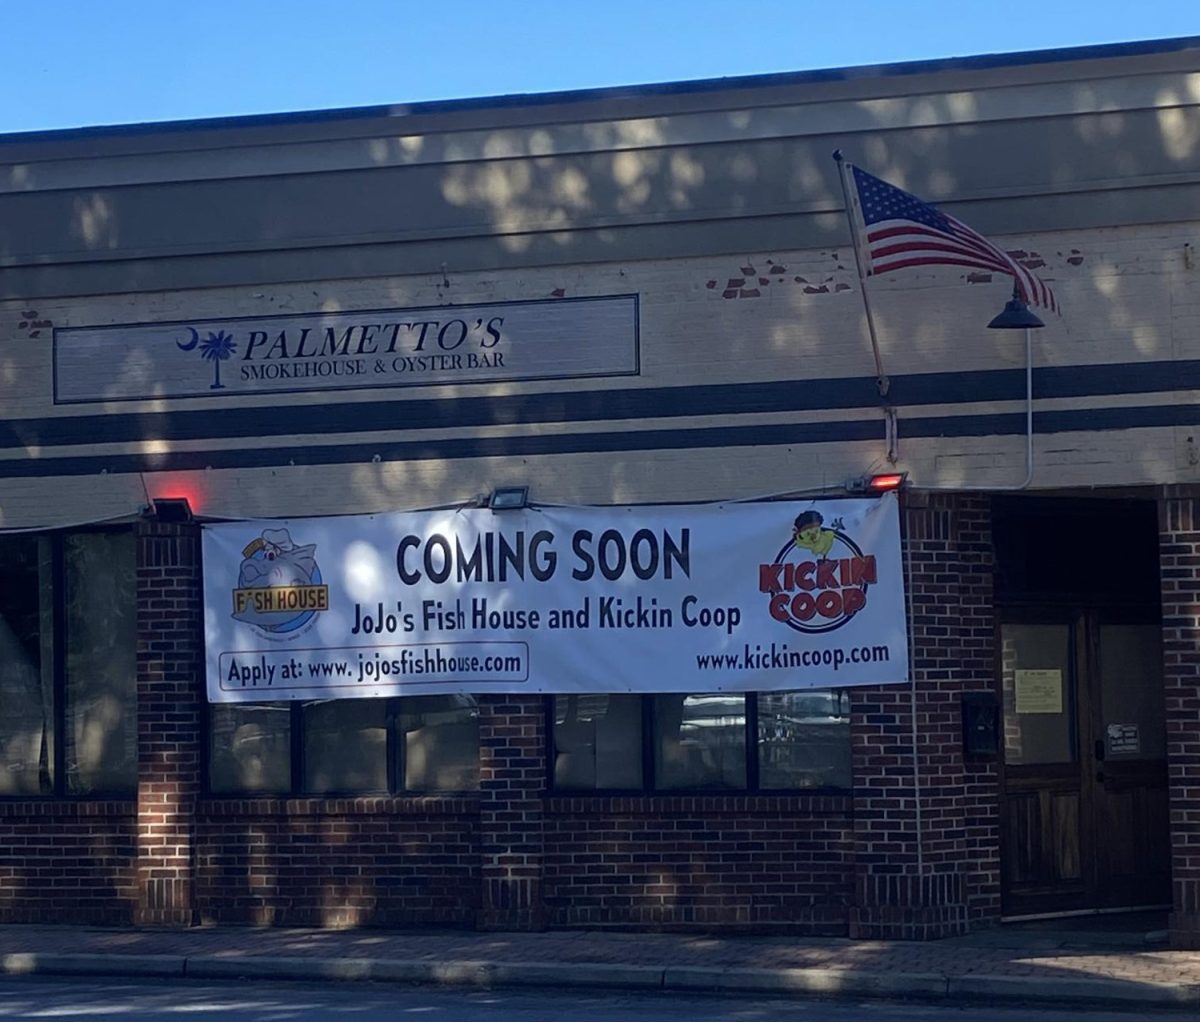 PALMETTO'S
SMOKEHOUSE & OYSTER BAR
COMING SOON
JoJo's Fish House and Kickin Coop
Apply at: www. jojosfishhouse.com
www.kickincoop.com
FISH HOUSE
KICKIN
COOP